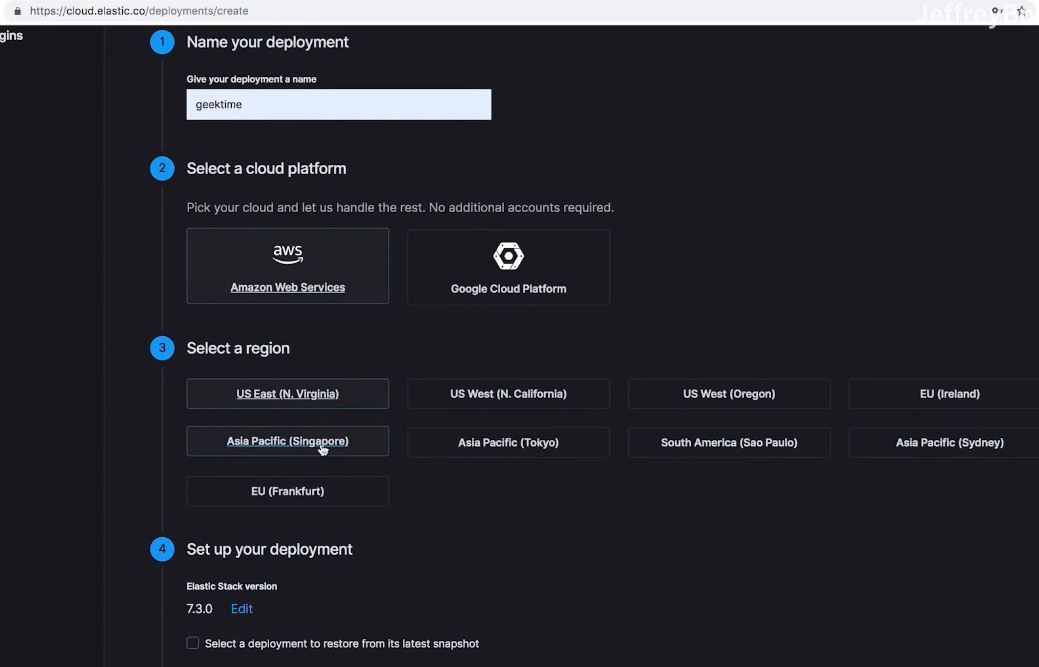 https://cloud.elastic.co/deployments/create
JeffreyBe
gins
1 Name your deployment
Give your deployment a name
geektime
2 Select a cloud platform
Pick your cloud and let us handle the rest. No additional accounts required.
aws
Amazon Web Services
Google Cloud Platform
3 Select a region
US East (N. Virginia) US West (N. California) US West (Oregon) EU (Ireland)
Asia Pacific (Singapore) Asia Pacific (Tokyo) South America (Sao Paulo) Asia Pacific (Sydney)
EU (Frankfurt)
4 Set up your deployment
Elastic Stack version
7.3.0 Edit
Select a deployment to restore from its latest snapshot